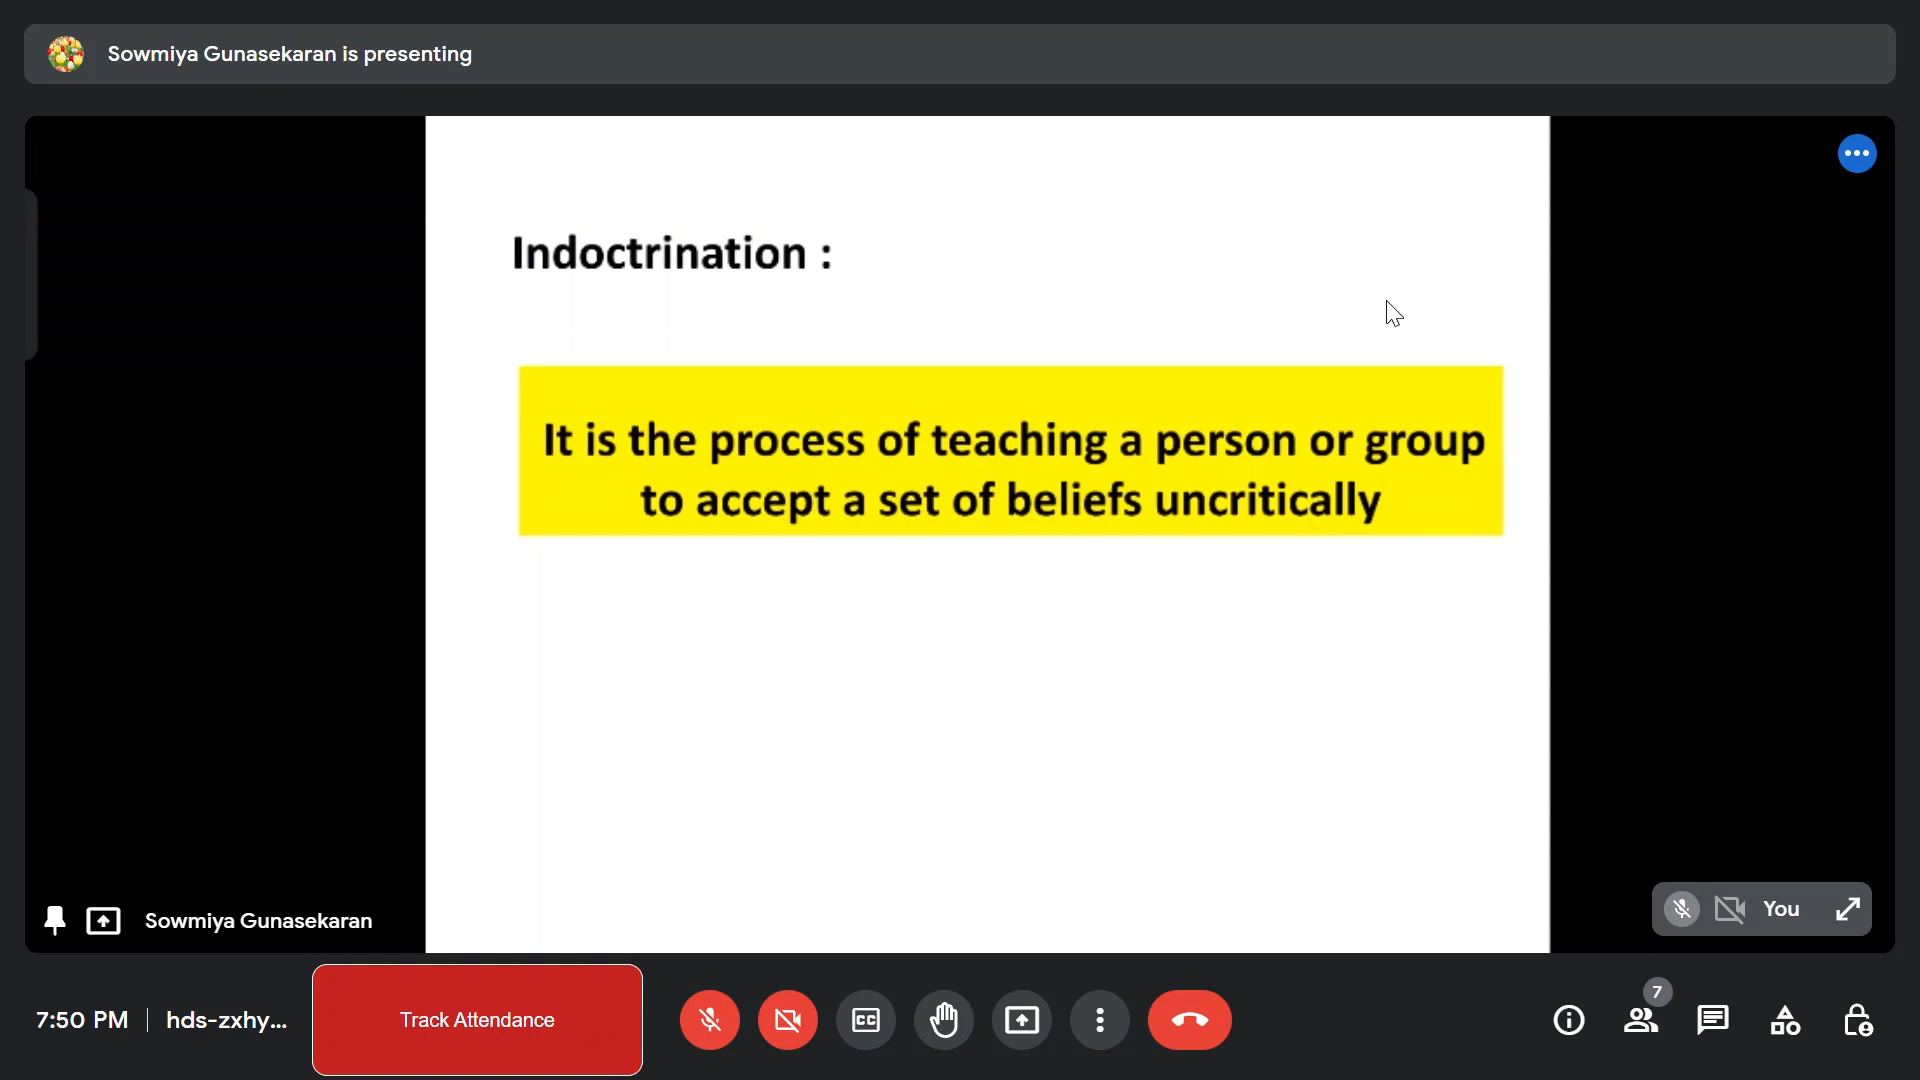 Sowmiya Gunasekaran is presenting
Indoctrination :
It is the process of teaching a person or group
to accept a set of beliefs uncritically
Sowmiya Gunasekaran
You
7:50 PM | hds-zxhy...
Track Attendance
CC
7